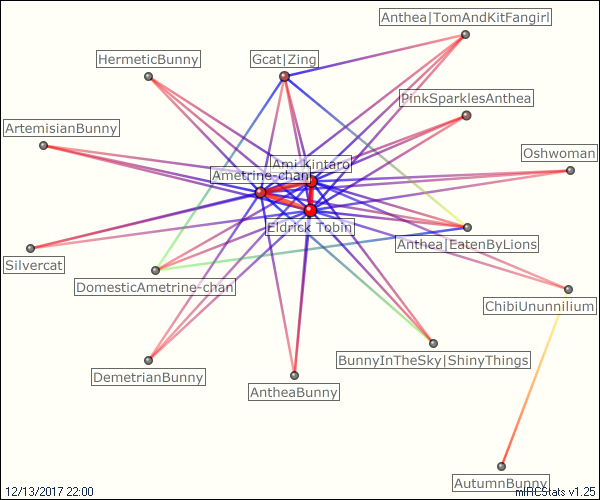 Anthea|TomAndKitFangirl
HermeticBunny
Gcat|Zing
PinkSparklesAnthea
ArtemisianBunny
Oshwoman
Ami_Kintaro
Ametrine-chan
Eldrick_Tobin
Anthea|EatenByLions
Silvercat
DomesticAmetrine-chan
ChibiUnunnilium
BunnyInTheSky|ShinyThings
DemetrianBunny
AntheaBunny
AutumnBunny
12/13/2017 22:00
mIRCStats v1.25